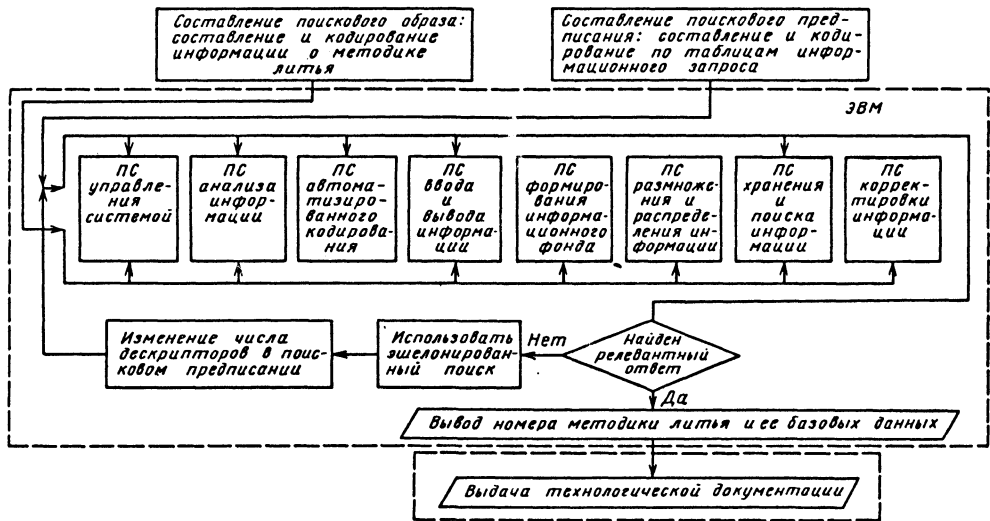 Составление поискового образа:
составление и кодирование
информации о методике
литья
Составление поискового пред-
писания: составление и коди-
рование по таблицам инфор-
мационного запроса
ЭВМ
ПС
управле-
ния
системой
ПС
анализа
инфор-
мации
ПС
автома-
тизиро-
ванного
кодирова-
ния
ПС
ввода
и
вывода
инфор-
мации
ПС
формиро-
вания
информа-
ционного
фонда
ПС
размноже-
ния и
распреде-
ления ин-
формации
ПС
хранения
и
поиска
инфор-
мации
ПС
коррек-
тировки
информа-
ции
Изменение числа
дескрипторов в поис-
ковом предписании
Использовать
эшелонирован-
ный поиск
Нет
Найден
релевантный
ответ
Да
Вывод номера методики литья и ее базовых данных
Выдача технологической документации